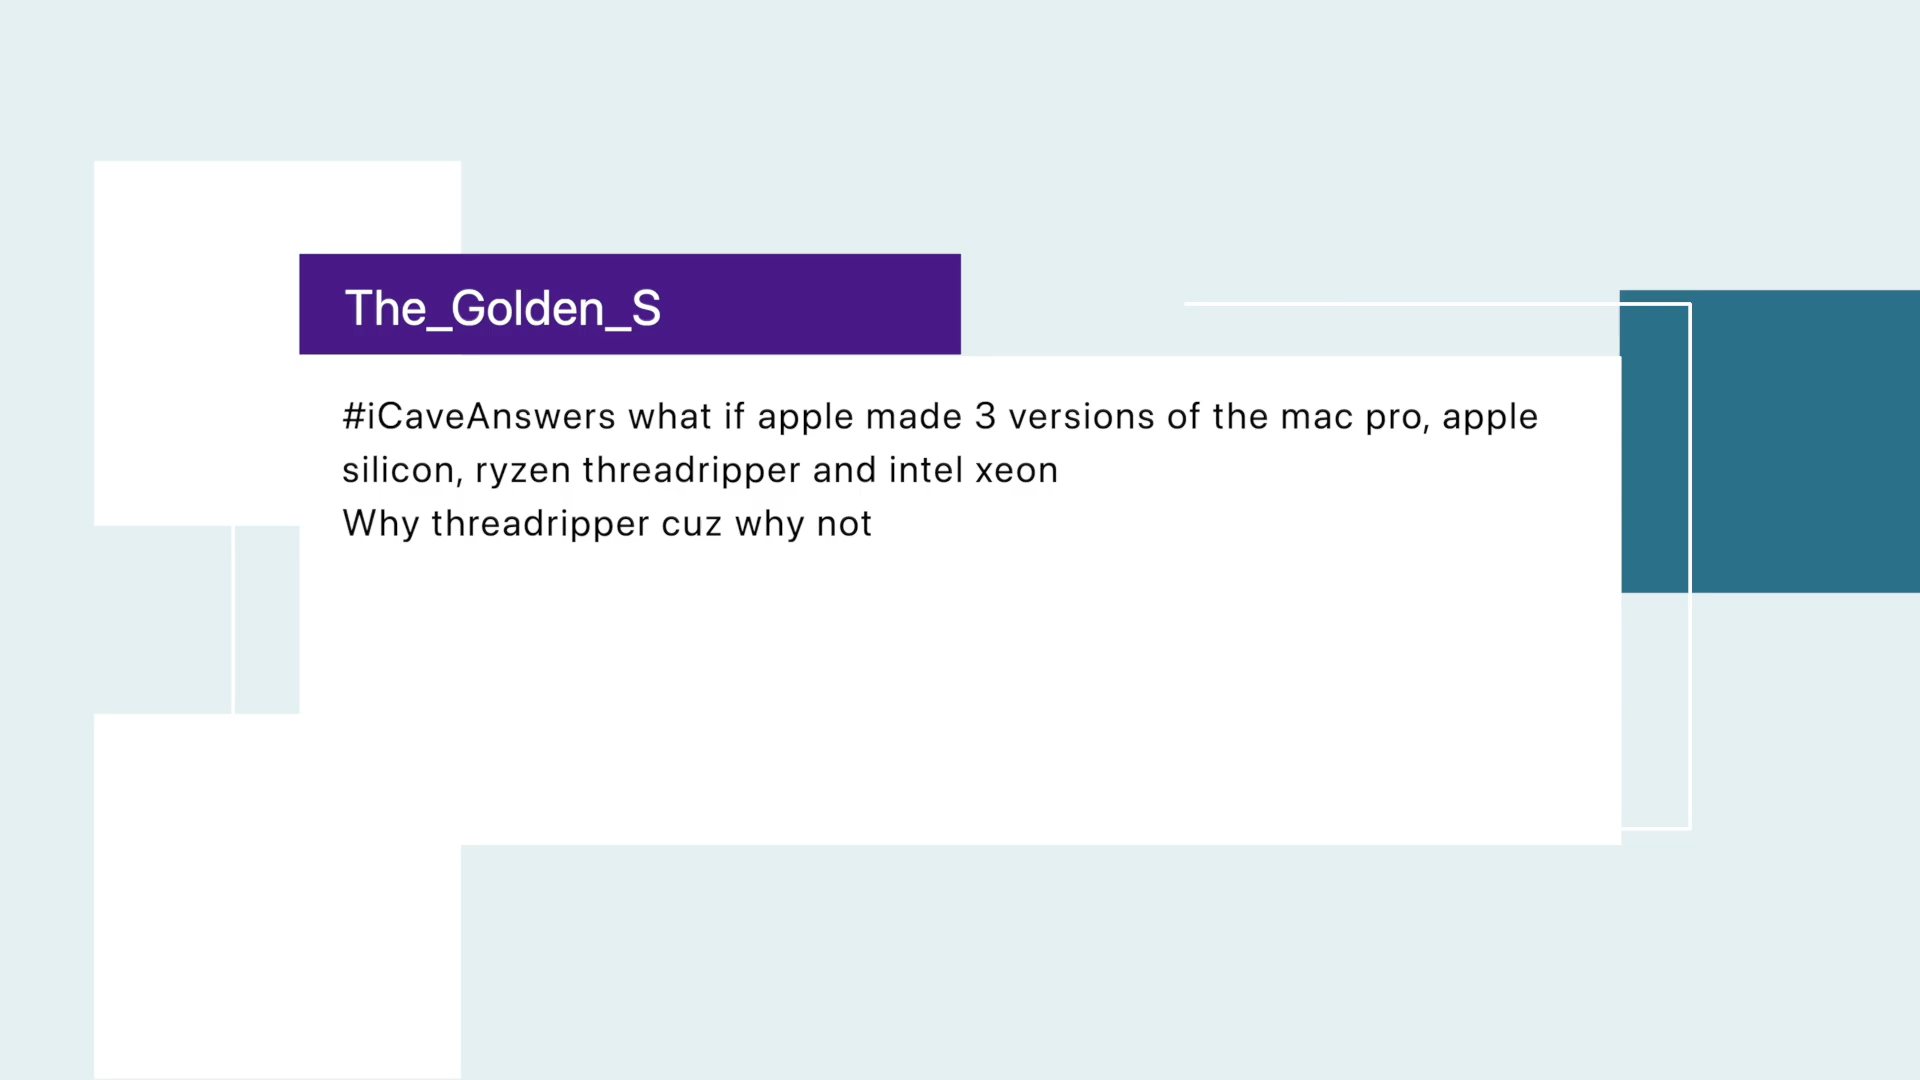 The_Golden_S
#iCaveAnswers what if apple made 3 versions of the mac pro, apple
silicon, ryzen threadripper and intel xeon
Why threadripper cuz why not